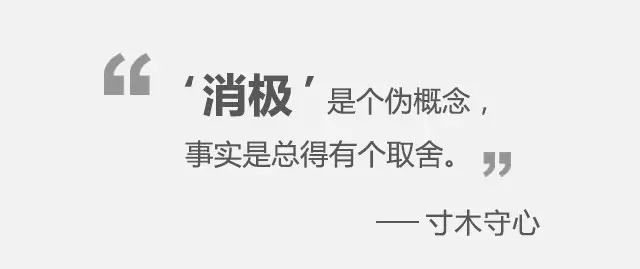 “ ‘消极’ 是个伪概念，
事实是总得有个取舍。”
—— 寸木守心